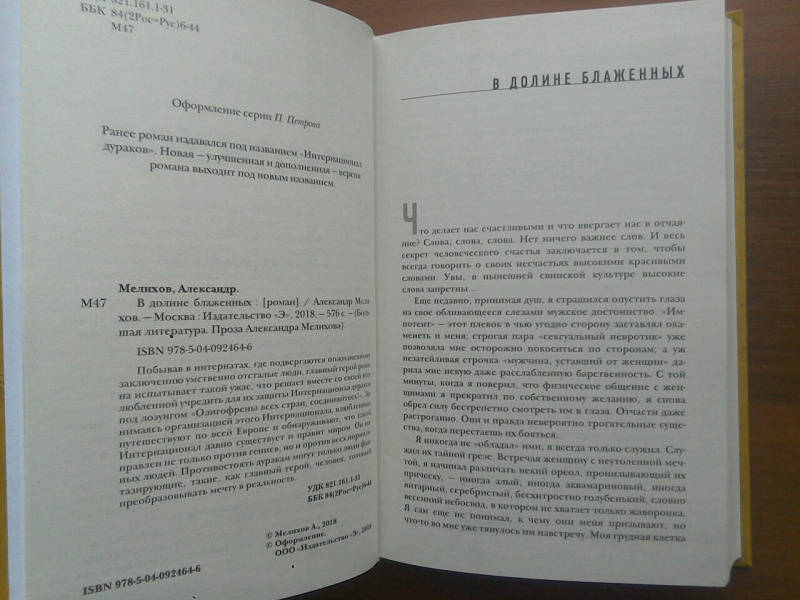 УДК 821.161.1-31
ББК 84(2Рос=Рус)6-44
М47
Оформление серии П. Петрова
Ранее роман издавался под названием «Интернационал
дураков». Новая – улучшенная и дополненная – версия
романа выходит под новым названием.
Мелихов, Александр.
М47 В долине блаженных : [роман] / Александр Мели-
хов. — Москва : Издательство «Э», 2018. – 576 с. – (Боль-
шая литература. Проза Александра Мелихова).
ISBN 978-5-04-092464-6
Побывав в интернатах, где подвергаются пожизненному
заключению умственно отсталые люди, главный герой рома-
на испытывает такой ужас, что решает вместе со своей воз-
любленной учредить для их защиты Интернационал дураков
под лозунгом «Олигофрены всех стран, соединяйтесь!» За-
нимаясь организацией этого Интернационала, влюбленные
путешествуют по всей Европе и обнаруживают, что такой
Интернационал давно существует и правит миром. Он на-
правлен не только против гениев, но и против всех нормаль-
ных людей. Противостоять дуракам могут только люди фан-
тазирующие, такие, как главный герой, человек, готовый
преобразовывать мечту в реальность.
УДК 821.161.1-31
ББК 84(2Рос=Рус)6-44
© Мелихов А., 2018
© Оформление.
ООО «Издательство «Э», 2018
ISBN 978-5-04-092464-6
В ДОЛИНЕ БЛАЖЕННЫХ
Что делает нас счастливыми и что ввергает нас в отчая-
ние? Слова, слова, слова. Нет ничего важнее слов. И весь
секрет человеческого счастья заключается в том, чтобы
всегда говорить о своих несчастьях высокими красивыми
словами. Увы, в нынешней свинской культуре высокие
слова запретны...
Еще недавно, принимая душ, я страшился опустить глаза
на свое обливающееся слезами мужское достоинство. «Им-
потент» — этот плевок в чью угодно сторону заставлял ока-
менеть и меня; строгая пара «сексуальный невротик» уже
позволяла мне осторожно покоситься по сторонам; а уж
незатейливая строчка «мужчина, уставший от женщин» да-
рила мне некую даже расслабленную барственность. С той
минуты, когда я поверил, что физическое общение с жен-
щинами я прекратил по собственному желанию, я снова
обрел силу бестрепетно смотреть им в глаза. Отчасти даже
растроганно. Они и правда невероятно трогательные суще-
ства, когда перестаешь их бояться.
Я никогда не «обладал» ими, я всегда только служил. Слу-
жил их тайной грезе. Встречая женщину с неутоленной меч-
той, я начинал различать некий ореол, пронизывающий их
прическу, — иногда алый, иногда аквамариновый, иногда
янтарный, серебристый, бесхитростно голубенький, словно
весенний небосвод, в котором не хватает только жаворонка.
Я сам еще не понимал, к чему они меня призывают, но
что-то во мне уже тянулось им навстречу. Моя грудная клетка